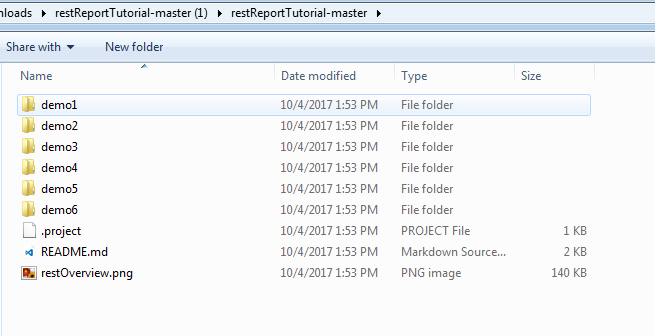 nloads ▸ restReportTutorial-master (1) ▸ restReportTutorial-master ▸
Share with ▾ New folder
Name Date modified Type Size
demo1 10/4/2017 1:53 PM File folder
demo2 10/4/2017 1:53 PM File folder
demo3 10/4/2017 1:53 PM File folder
demo4 10/4/2017 1:53 PM File folder
demo5 10/4/2017 1:53 PM File folder
demo6 10/4/2017 1:53 PM File folder
.project 10/4/2017 1:53 PM PROJECT File 1 KB
README.md 10/4/2017 1:53 PM Markdown Source... 2 KB
restOverview.png 10/4/2017 1:53 PM PNG image 140 KB